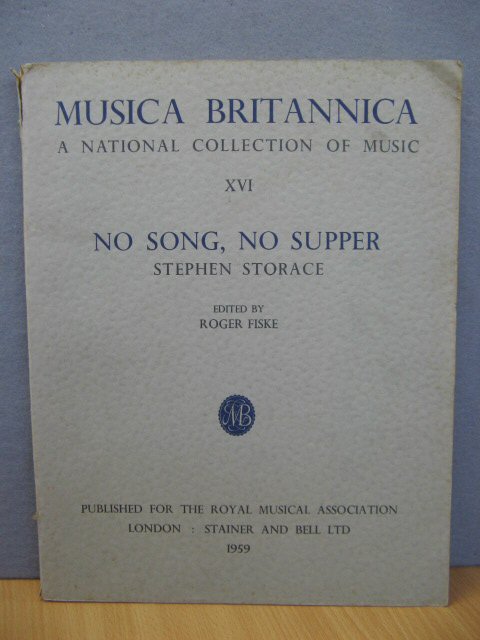 MUSICA BRITANNICA
A NATIONAL COLLECTION OF MUSIC
XVI
NO SONG, NO SUPPER
STEPHEN STORACE
EDITED BY
ROGER FISKE
MB
PUBLISHED FOR THE ROYAL MUSICAL ASSOCIATION
LONDON : STAINER AND BELL LTD
1959